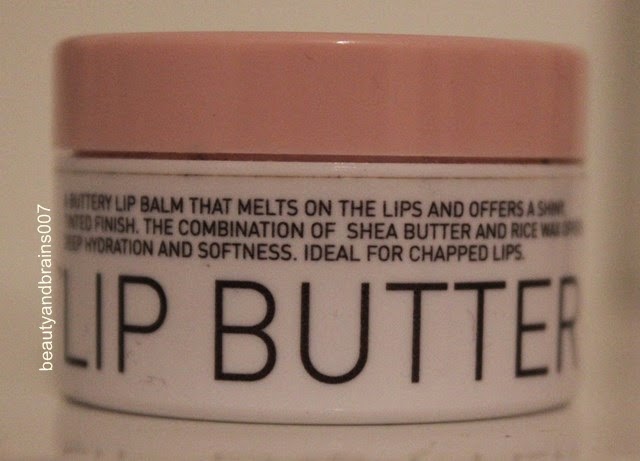 BUTTERY LIP BALM THAT MELTS ON THE LIPS AND OFFERS A SHINY
FINISH. THE COMBINATION OF SHEA BUTTER AND RICE WAX
HYDRATION AND SOFTNESS. IDEAL FOR CHAPPED LIPS.
LIP BUTTER
beautyandbrains007